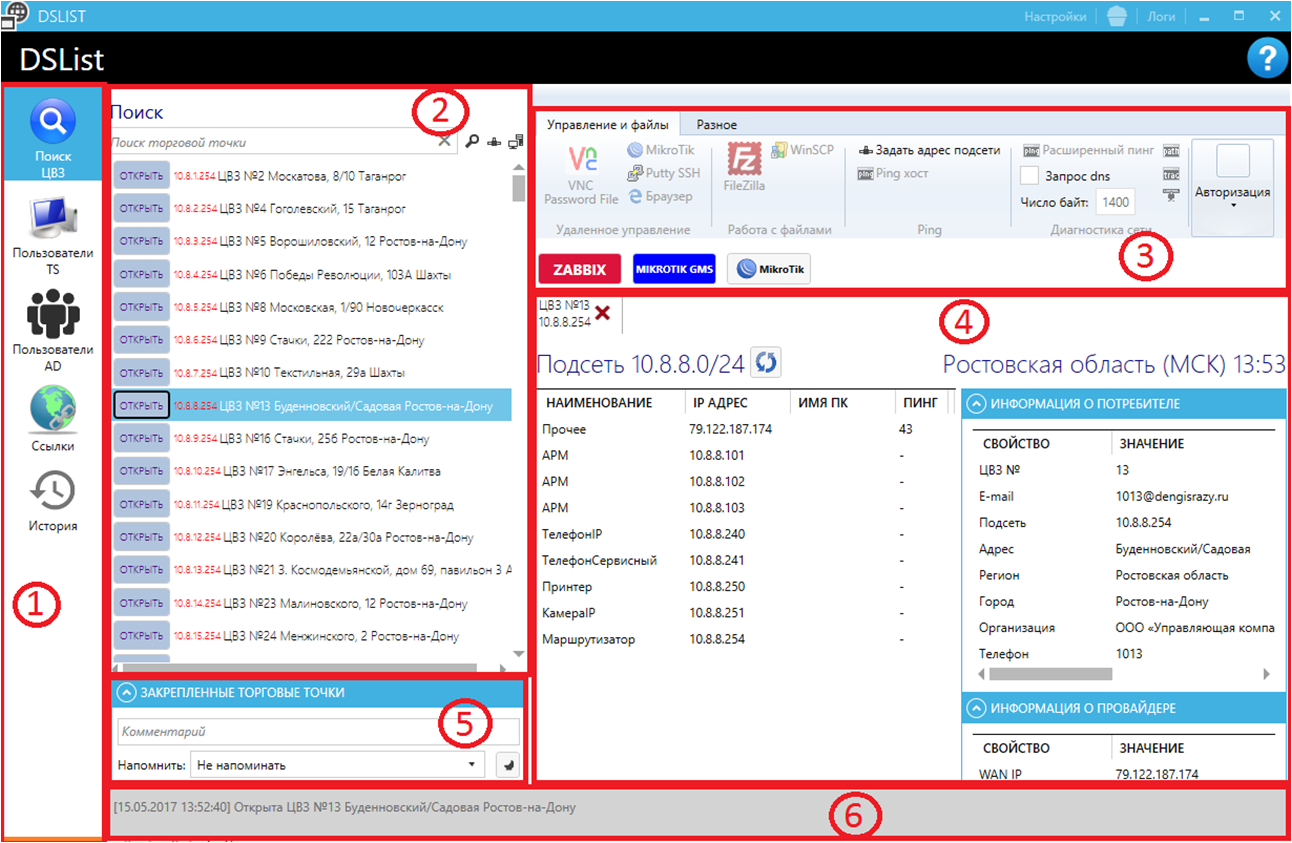 DSLIST
Настройки
Логи
DSList
?
Поиск
ЦВЗ
Пользователи
TS
Пользователи
AD
Ссылки
История
1
Поиск
2
Поиск торговой точки
ОТКРЫТЬ 10.8.1.254 ЦВЗ №2 Москатова, 8/10 Таганрог
ОТКРЫТЬ 10.8.2.254 ЦВЗ №4 Гоголевский, 15 Таганрог
ОТКРЫТЬ 10.8.3.254 ЦВЗ №5 Ворошиловский, 12 Ростов-на-Дону
ОТКРЫТЬ 10.8.4.254 ЦВЗ №6 Победы Революции, 103А Шахты
ОТКРЫТЬ 10.8.5.254 ЦВЗ №8 Московская, 1/90 Новочеркасск
ОТКРЫТЬ 10.8.6.254 ЦВЗ №9 Стачки, 222 Ростов-на-Дону
ОТКРЫТЬ 10.8.7.254 ЦВЗ №10 Текстильная, 29а Шахты
ОТКРЫТЬ 10.8.8.254 ЦВЗ №13 Буденновский/Садовая Ростов-на-Дону
ОТКРЫТЬ 10.8.9.254 ЦВЗ №16 Стачки, 25б Ростов-на-Дону
ОТКРЫТЬ 10.8.10.254 ЦВЗ №17 Энгельса, 19/16 Белая Калитва
ОТКРЫТЬ 10.8.11.254 ЦВЗ №19 Краснопольского, 14г Зерноград
ОТКРЫТЬ 10.8.12.254 ЦВЗ №20 Королёва, 22а/30а Ростов-на-Дону
ОТКРЫТЬ 10.8.13.254 ЦВЗ №21 З. Космодемьянской, дом 69, павильон 3 А
ОТКРЫТЬ 10.8.14.254 ЦВЗ №23 Малиновского, 12 Ростов-на-Дону
ОТКРЫТЬ 10.8.15.254 ЦВЗ №24 Менжинского, 2 Ростов-на-Дону
ЗАКРЕПЛЕННЫЕ ТОРГОВЫЕ ТОЧКИ
Комментарий
5
Напомнить: Не напоминать
Управление и файлы
Разное
VNC
Password File
MikroTik
Putty SSH
Браузер
Удаленное управление
FileZilla
WinSCP
Работа с файлами
Задать адрес подсети
Ping хост
Ping
Расширенный пинг
Запрос dns
Число байт: 1400
Диагностика сети
Авторизация
3
ZABBIX
MIKROTIK GMS
MikroTik
ЦВЗ №13
10.8.8.254
4
Подсеть 10.8.8.0/24
Ростовская область (МСК) 13:53
НАИМЕНОВАНИЕ IP АДРЕС ИМЯ ПК ПИНГ
Прочее 79.122.187.174 43
АРМ 10.8.8.101 -
АРМ 10.8.8.102 -
АРМ 10.8.8.103 -
ТелефонIP 10.8.8.240 -
ТелефонСервисный 10.8.8.241 -
Принтер 10.8.8.250 -
КамераIP 10.8.8.251 -
Маршрутизатор 10.8.8.254 -
ИНФОРМАЦИЯ О ПОТРЕБИТЕЛЕ
СВОЙСТВО ЗНАЧЕНИЕ
ЦВЗ № 13
E-mail 1013@dengisrazy.ru
Подсеть 10.8.8.254
Адрес Буденновский/Садовая
Регион Ростовская область
Город Ростов-на-Дону
Организация ООО «Управляющая компа
Телефон 1013
ИНФОРМАЦИЯ О ПРОВАЙДЕРЕ
СВОЙСТВО ЗНАЧЕНИЕ
WAN IP 79.122.187.174
[15.05.2017 13:52:40] Открыта ЦВЗ №13 Буденновский/Садовая Ростов-на-Дону
6